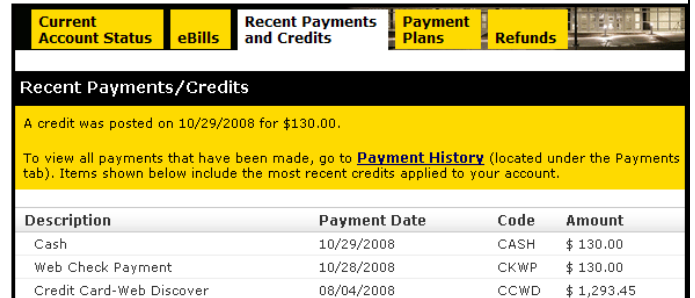 Current Account Status
eBills
Recent Payments and Credits
Payment Plans
Refunds
Recent Payments/Credits
A credit was posted on 10/29/2008 for $130.00.
To view all payments that have been made, go to Payment History (located under the Payments
tab). Items shown below include the most recent credits applied to your account.
Description Payment Date Code Amount
Cash 10/29/2008 CASH $ 130.00
Web Check Payment 10/28/2008 CKWP $ 130.00
Credit Card-Web Discover 08/04/2008 CCWD $ 1,293.45